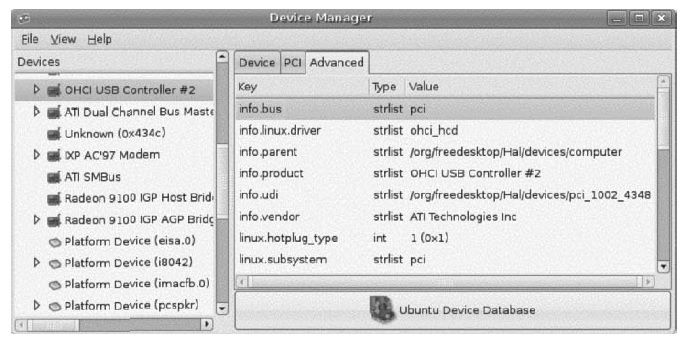 Device Manager
File View Help
Devices
OHCI USB Controller #2
ATI Dual Channel Bus Maste
Unknown (0x434c)
IXP AC'97 Modem
ATI SMBus
Radeon 9100 IGP Host Brid
Radeon 9100 IGP AGP Bridg
Platform Device (eisa.0)
Platform Device (i8042)
Platform Device (imacfb.0)
Platform Device (pcspkr)
Device PCI Advanced
Key Type Value
info.bus strlist pci
info.linux.driver strlist ohci_hcd
info.parent strlist /org/freedesktop/Hal/devices/computer
info.product strlist OHCI USB Controller #2
info.udi strlist /org/freedesktop/Hal/devices/pci_1002_4348
info.vendor strlist ATI Technologies Inc
linux.hotplug_type int 1 (0x1)
linux.subsystem strlist pci
Ubuntu Device Database